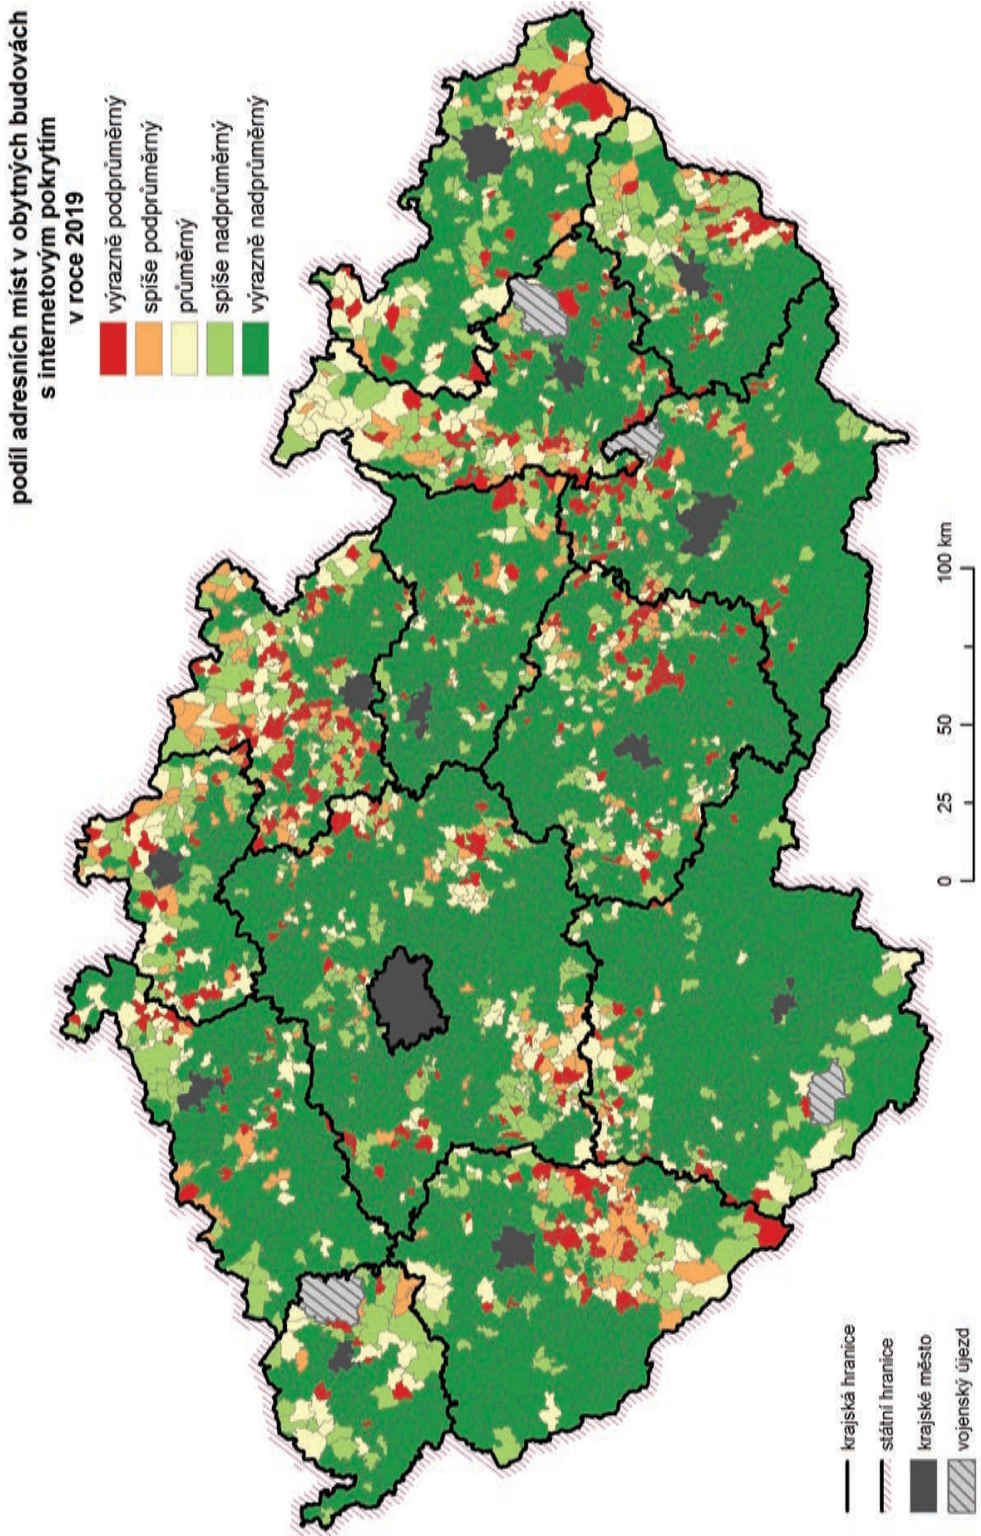 podíl adresních míst v obytných budovách
s internetovým pokrytím
v roce 2019
výrazně podprůměrný
spíše podprůměrný
průměrný
spíše nadprůměrný
výrazně nadprůměrný
krajská hranice
státní hranice
krajské město
vojenský újezd
0 25 50 100 km